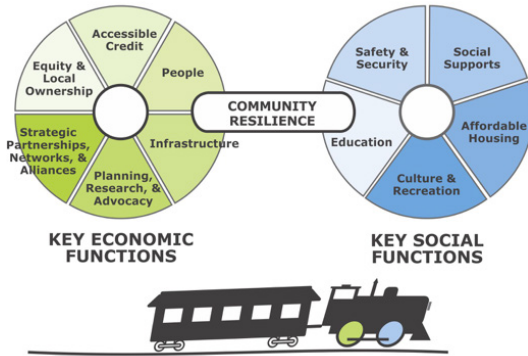 Accessible
Credit
People
Infrastructure
Planning,
Research, &
Advocacy
Strategic
Partnerships,
Networks, &
Alliances
Equity &
Local
Ownership
COMMUNITY
RESILIENCE
Safety &
Security
Social
Supports
Affordable
Housing
Culture &
Recreation
Education
KEY ECONOMIC
FUNCTIONS
KEY SOCIAL
FUNCTIONS